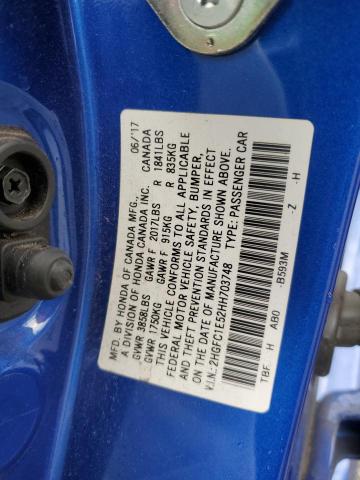 MFD. BY HONDA OF CANADA MFG., 06/'17
A DIVISION OF HONDA CANADA INC. CANADA
GVWR 3858LBS GAWR F 2017LBS R 1841LBS
GVWR 1750KG GAWR F 915KG R 835KG
THIS VEHICLE CONFORMS TO ALL APPLICABLE
FEDERAL MOTOR VEHICLE SAFETY, BUMPER,
AND THEFT PREVENTION STANDARDS IN EFFECT
ON THE DATE OF MANUFACTURE SHOWN ABOVE.
V.I.N.:2HGFC1E52HH703748 TYPE: PASSENGER CAR
TBF H AB0 -B593M -Z -H